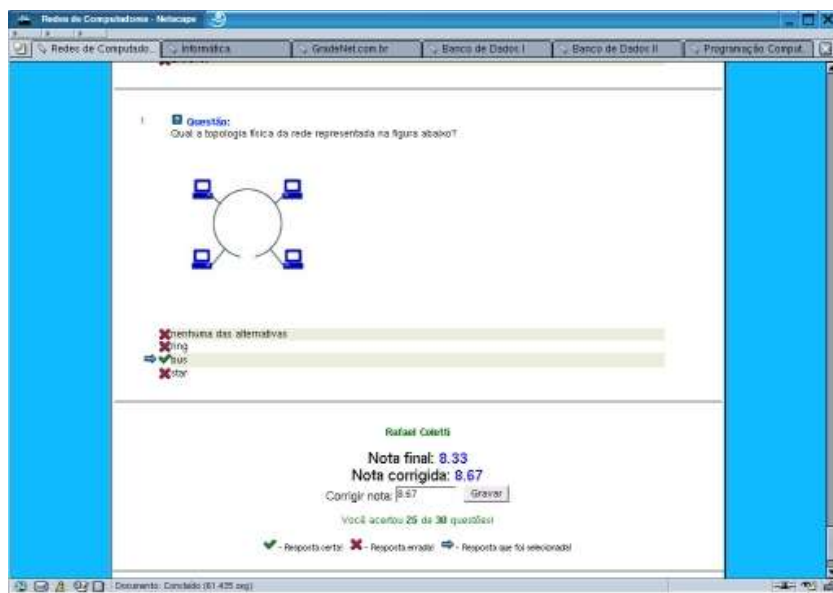 Redes de Computadores - Netscape
Redes de Computado...
Informática
GradeNet.com.br
Banco de Dados I
Banco de Dados II
Programação Comput...
Questão:
Qual a topologia física da rede representada na figura abaixo?
nenhuma das alternativas
ring
bus
star
Rafael Coletti
Nota final: 8.33
Nota corrigida: 8.67
Corrigir nota: 8.67 Gravar
Você acertou 25 de 30 questões!
- Resposta certa! - Resposta errada! - Resposta que foi selecionada!
Documento: Concluído (61.435 seg)